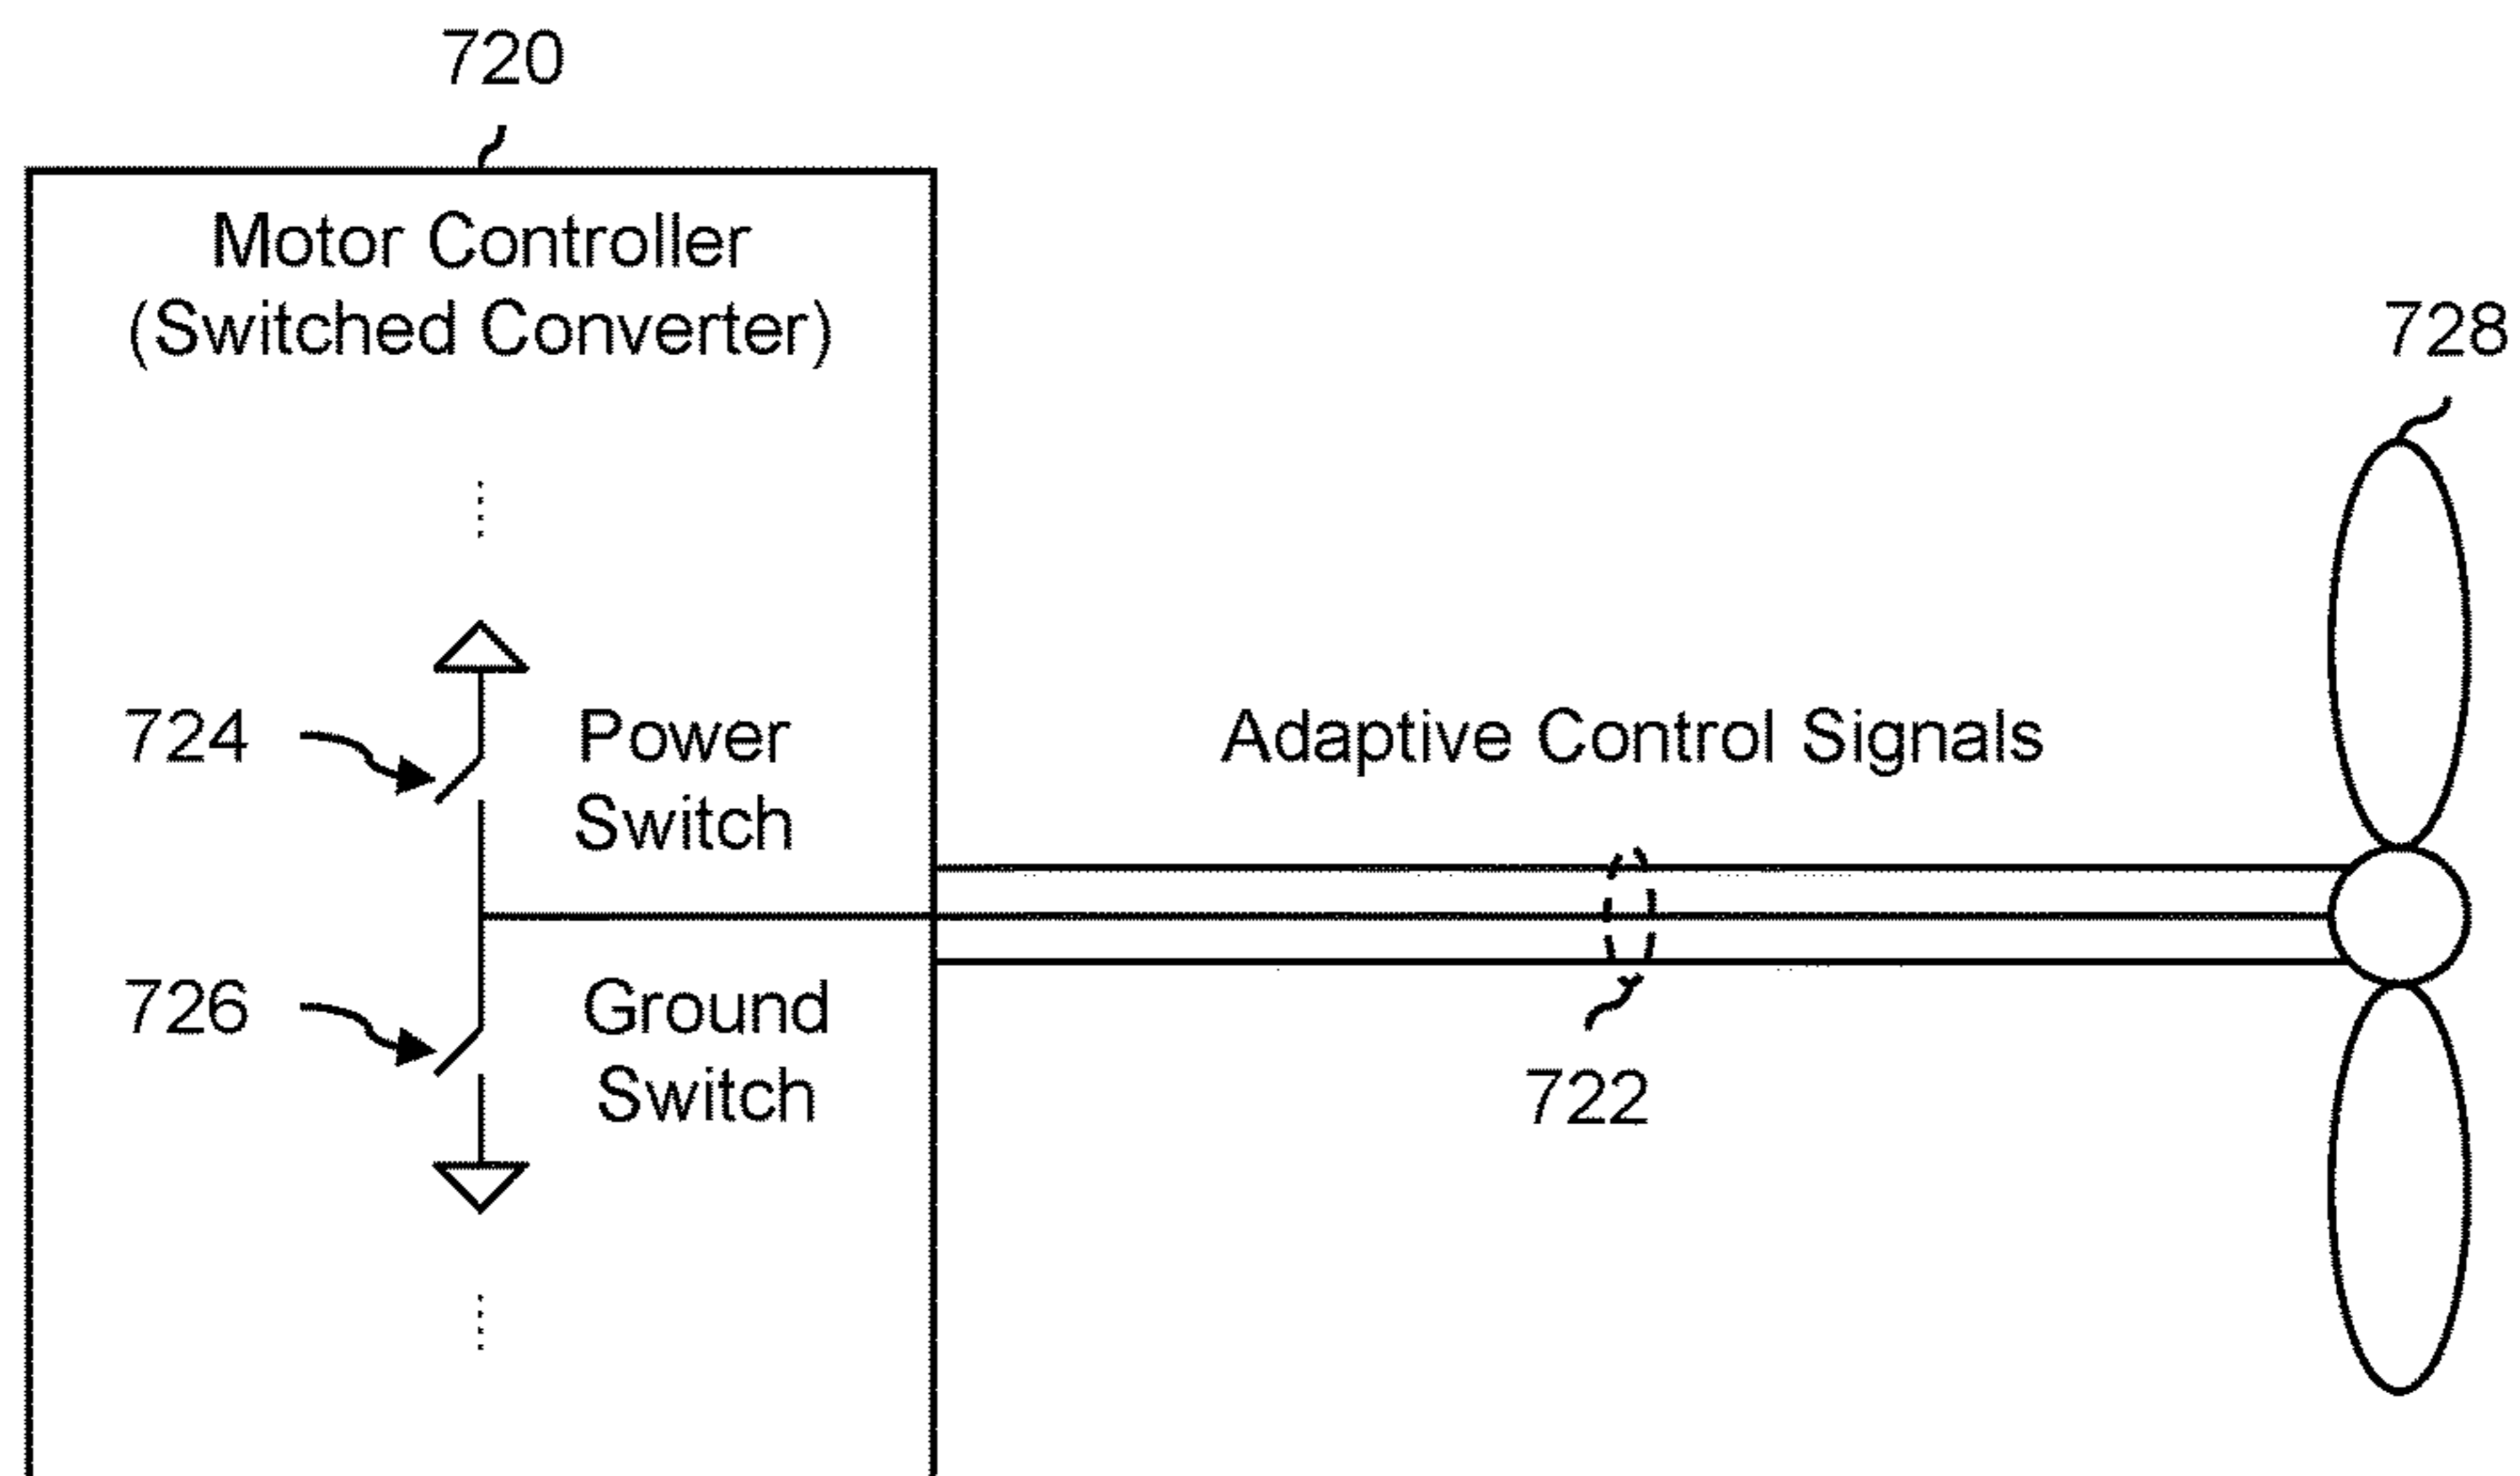 720
Motor Controller
(Switched Converter)
728
724
Power
Switch
Adaptive Control Signals
726
Ground
Switch
722